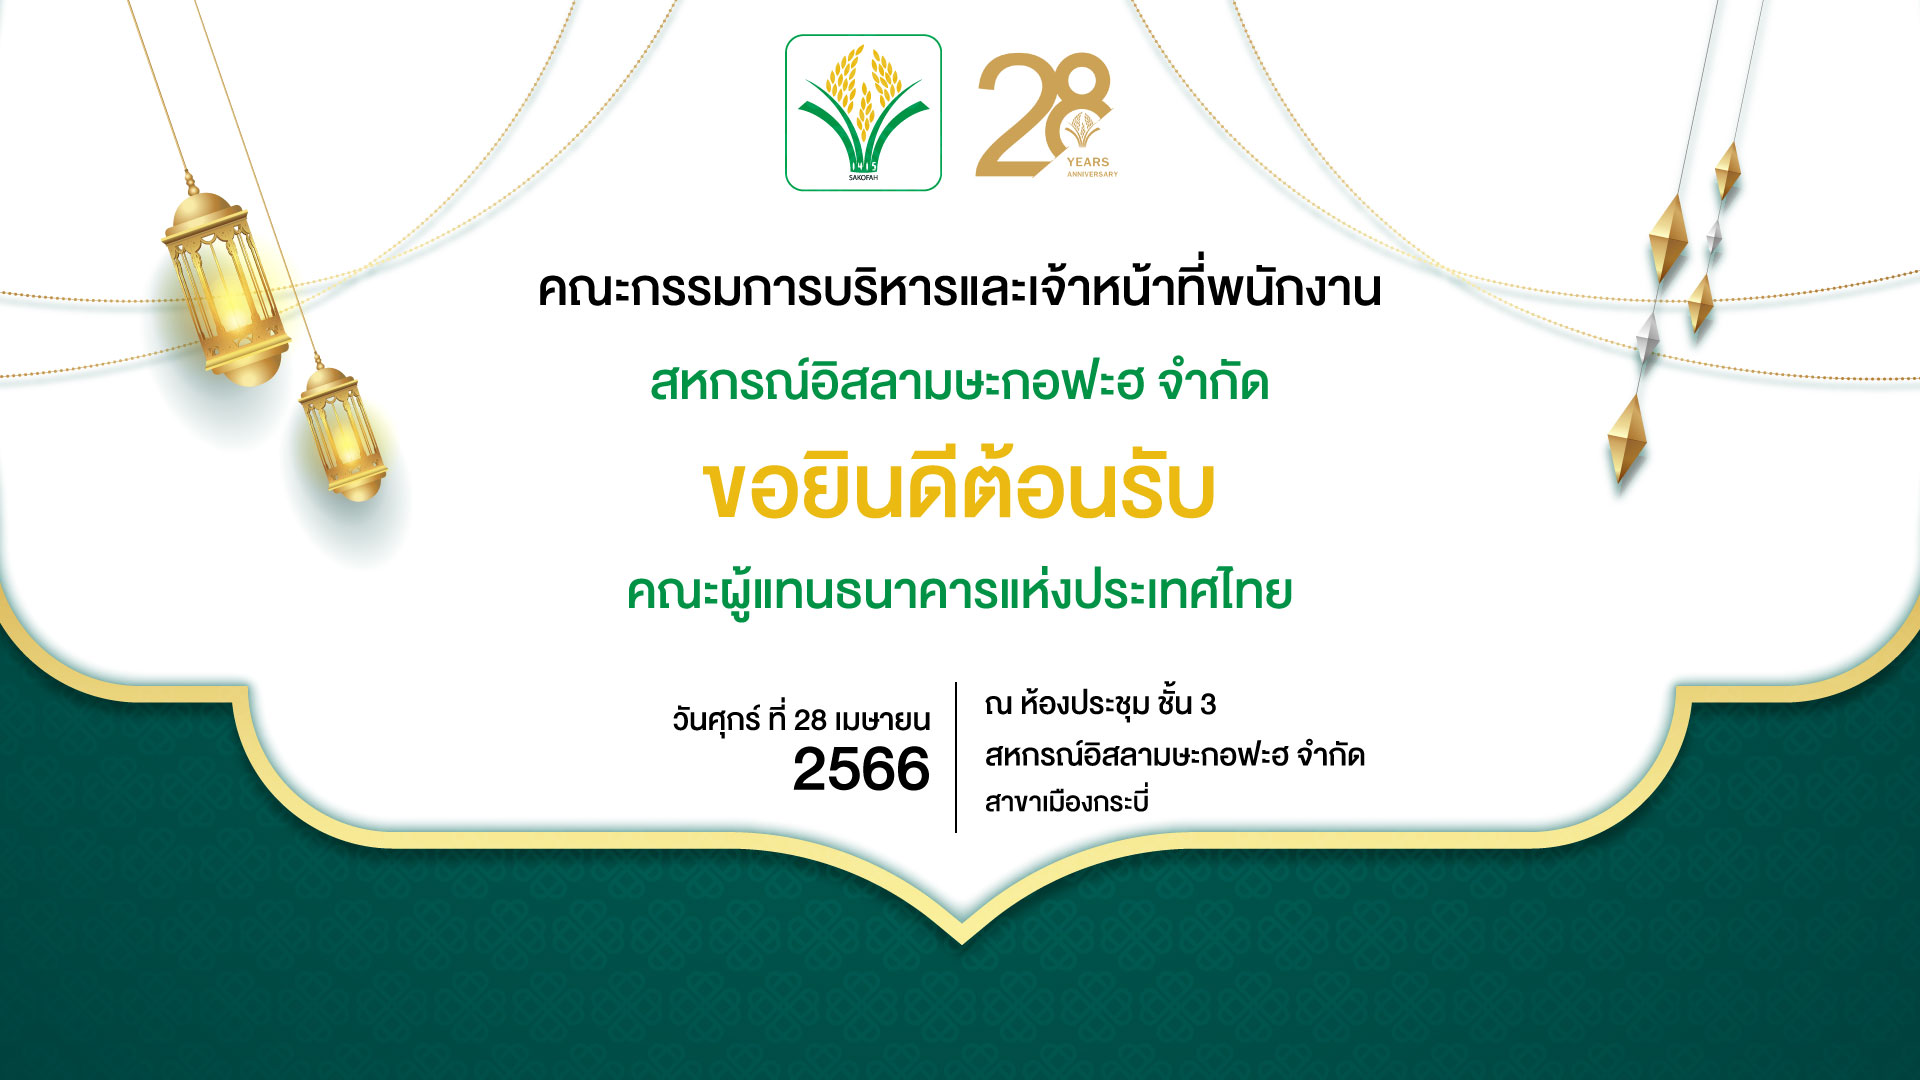 1415
SAKOFAH
28
YEARS
ANNIVERSARY
คณะกรรมการบริหารและเจ้าหน้าที่พนักงาน
สหกรณ์อิสลามษะกอฟะฮ จำกัด
ขอยินดีต้อนรับ
คณะผู้แทนธนาคารแห่งประเทศไทย
วันศุกร์ ที่ 28 เมษายน
2566
ณ ห้องประชุม ชั้น 3
สหกรณ์อิสลามษะกอฟะฮ จำกัด
สาขาเมืองกระบี่